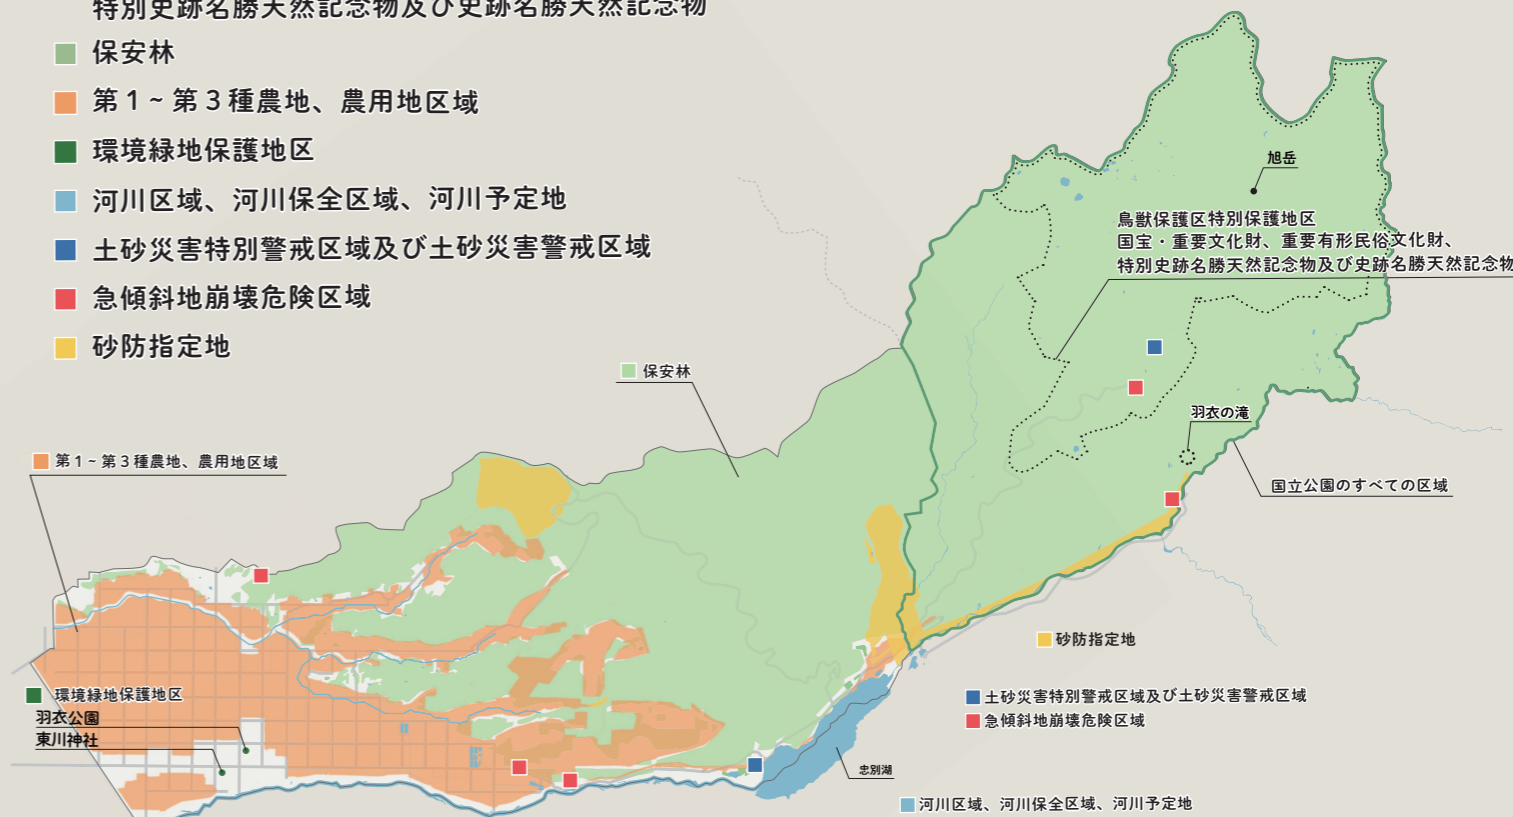 特別史跡名勝天然記念物及び史跡名勝天然記念物
保安林
第1~第3種農地、農用地区域
環境緑地保護地区
河川区域、河川保全区域、河川予定地
土砂災害特別警戒区域及び土砂災害警戒区域
急傾斜地崩壊危険区域
砂防指定地
旭岳
鳥獣保護区特別保護地区
国宝・重要文化財、重要有形民俗文化財、
特別史跡名勝天然記念物及び史跡名勝天然記念物
保安林
羽衣の滝
第1~第3種農地、農用地区域
国立公園のすべての区域
砂防指定地
環境緑地保護地区
羽衣公園
東川神社
土砂災害特別警戒区域及び土砂災害警戒区域
急傾斜地崩壊危険区域
忠別湖
河川区域、河川保全区域、河川予定地